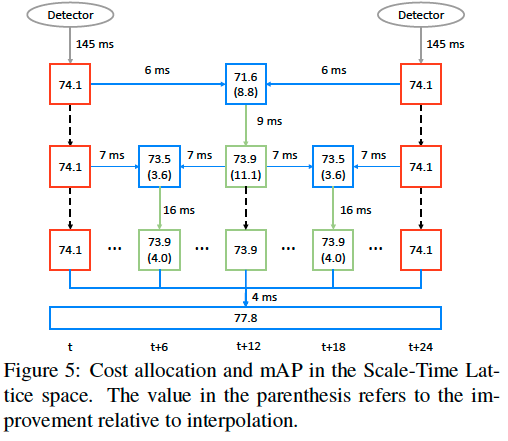 Detector Detector
145 ms 145 ms
6 ms 6 ms
74.1 71.6 74.1
(8.8)
9 ms
7 ms 7 ms 7 ms 7 ms
74.1 73.5 73.9 73.5 74.1
(3.6) (11.1) (3.6)
16 ms 16 ms
74.1 ... 73.9 ... 73.9 ... 73.9 ... 74.1
(4.0) (4.0)
4 ms
77.8
t t+6 t+12 t+18 t+24
Figure 5: Cost allocation and mAP in the Scale-Time Lat-
tice space. The value in the parenthesis refers to the im-
provement relative to interpolation.